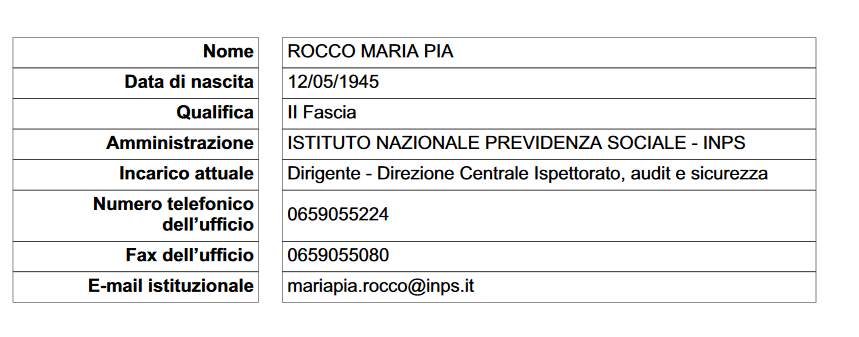 Nome ROCCO MARIA PIA
Data di nascita 12/05/1945
Qualifica II Fascia
Amministrazione ISTITUTO NAZIONALE PREVIDENZA SOCIALE - INPS
Incarico attuale Dirigente - Direzione Centrale Ispettorato, audit e sicurezza
Numero telefonico
dell’ufficio 0659055224
Fax dell’ufficio 0659055080
E-mail istituzionale mariapia.rocco@inps.it